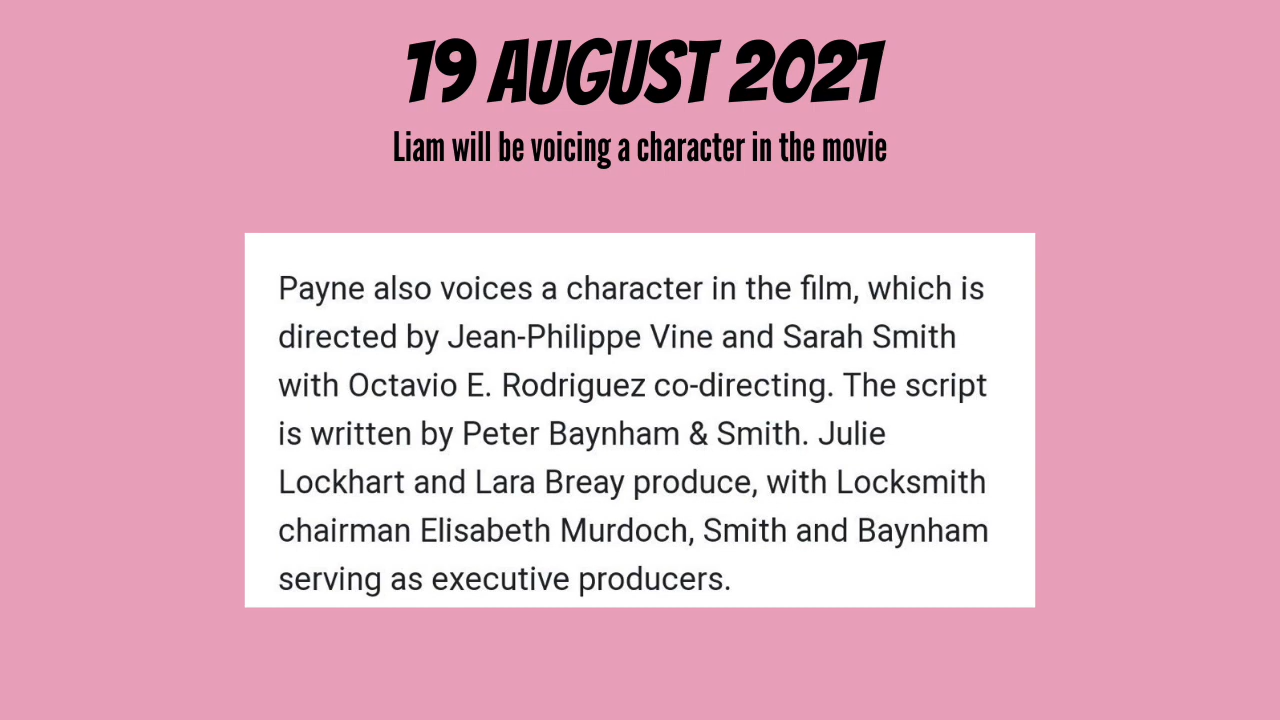 19 AUGUST 2021
Liam will be voicing a character in the movie
Payne also voices a character in the film, which is
directed by Jean-Philippe Vine and Sarah Smith
with Octavio E. Rodriguez co-directing. The script
is written by Peter Baynham & Smith. Julie
Lockhart and Lara Breay produce, with Locksmith
chairman Elisabeth Murdoch, Smith and Baynham
serving as executive producers.